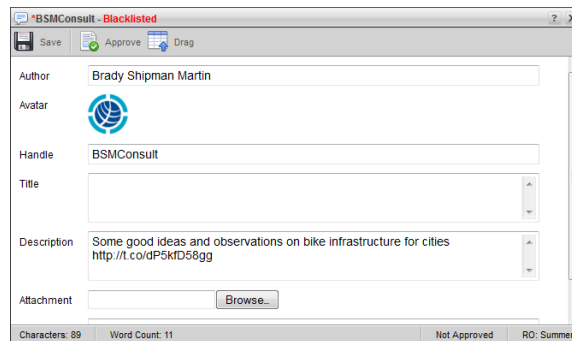 *BSMConsult - Blacklisted ?
Save Approve Drag
Author Brady Shipman Martin
Avatar
Handle BSMConsult
Title
Description Some good ideas and observations on bike infrastructure for cities
http://t.co/dP5kfD58gg
Attachment Browse..
Characters: 89 Word Count: 11 Not Approved RO: Summer